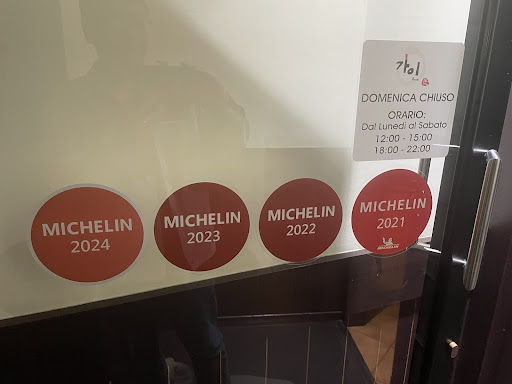 가이
DOMENICA CHIUSO
ORARIO:
Dal Lunedì al Sabato
12:00 - 15:00
18:00 - 22:00
MICHELIN
2024
MICHELIN
2023
MICHELIN
2022
MICHELIN
2021